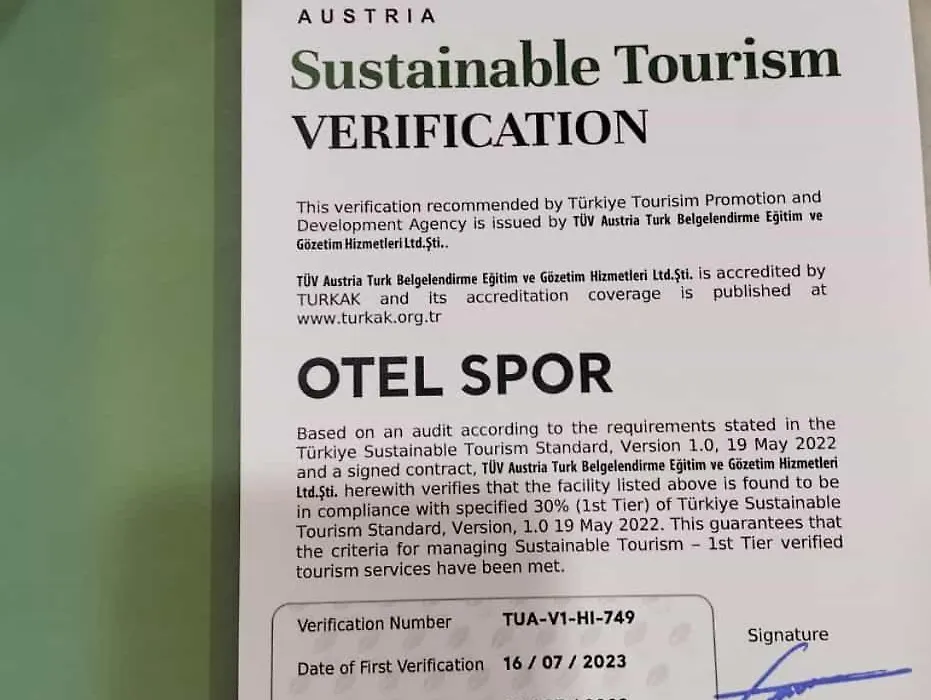 AUSTRIA
Sustainable Tourism
VERIFICATION
This verification recommended by Türkiye Tourisim Promotion and
Development Agency is issued by TÜV Austria Turk Belgelendirme Eğitim ve
Gözetim Hizmetleri Ltd.Şti..
TÜV Austria Turk Belgelendirme Eğitim ve Gözetim Hizmetleri Ltd.Şti. is accredited by
TURKAK and its accreditation coverage is published at
www.turkak.org.tr
OTEL SPOR
Based on an audit according to the requirements stated in the
Türkiye Sustainable Tourism Standard, Version 1.0, 19 May 2022
and a signed contract, TÜV Austria Turk Belgelendirme Eğitim ve Gözetim Hizmetleri
Ltd.Şti. herewith verifies that the facility listed above is found to be
in compliance with specified 30% (1st Tier) of Türkiye Sustainable
Tourism Standard, Version, 1.0 19 May 2022. This guarantees that
the criteria for managing Sustainable Tourism – 1st Tier verified
tourism services have been met.
Verification Number TUA-V1-HI-749
Signature
Date of First Verification 16 / 07 / 2023